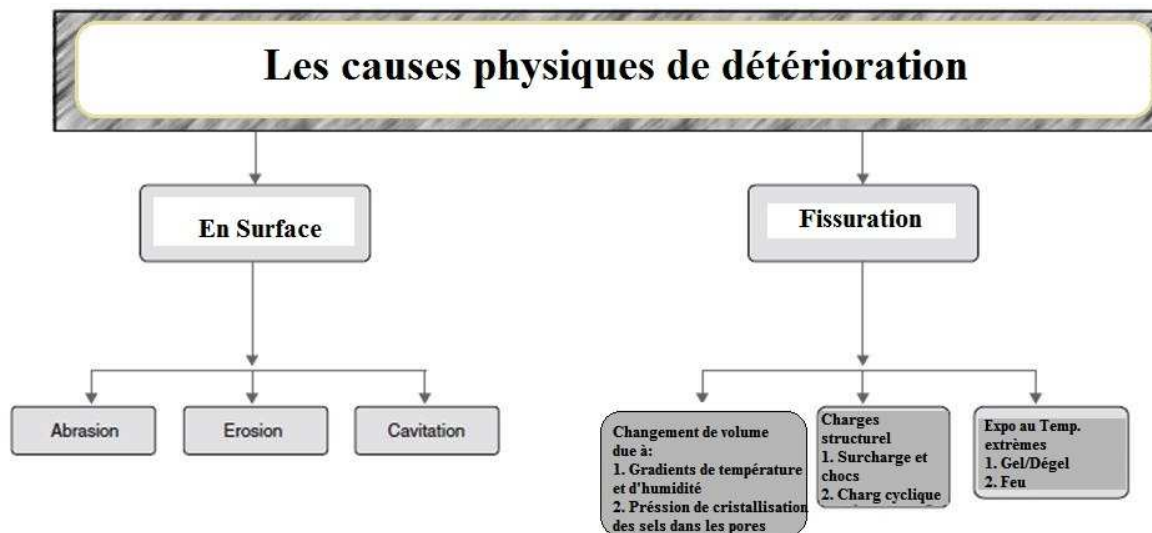 Les causes physiques de détérioration
En Surface
Fissuration
Abrasion
Erosion
Cavitation
Changement de volume
due à:
1. Gradients de température
et d'humidité
2. Préssion de cristallisation
des sels dans les pores
Charges
structurel
1. Surcharge et
chocs
2. Charg cyclique
Expo au Temp.
extrèmes
1. Gel/Dégel
2. Feu